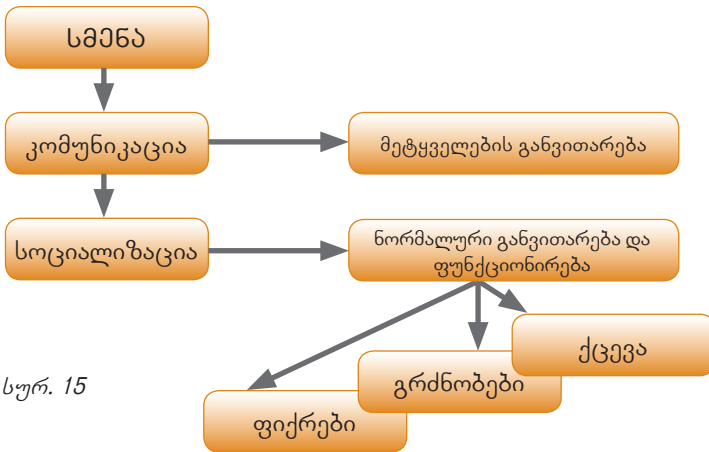 სმენა
კომუნიკაცია
მეტყველების განვითარება
სოციალიზაცია
ნორმალური განვითარება და
ფუნქციონირება
ქცევა
გრძნობები
ფიქრები
სურ. 15